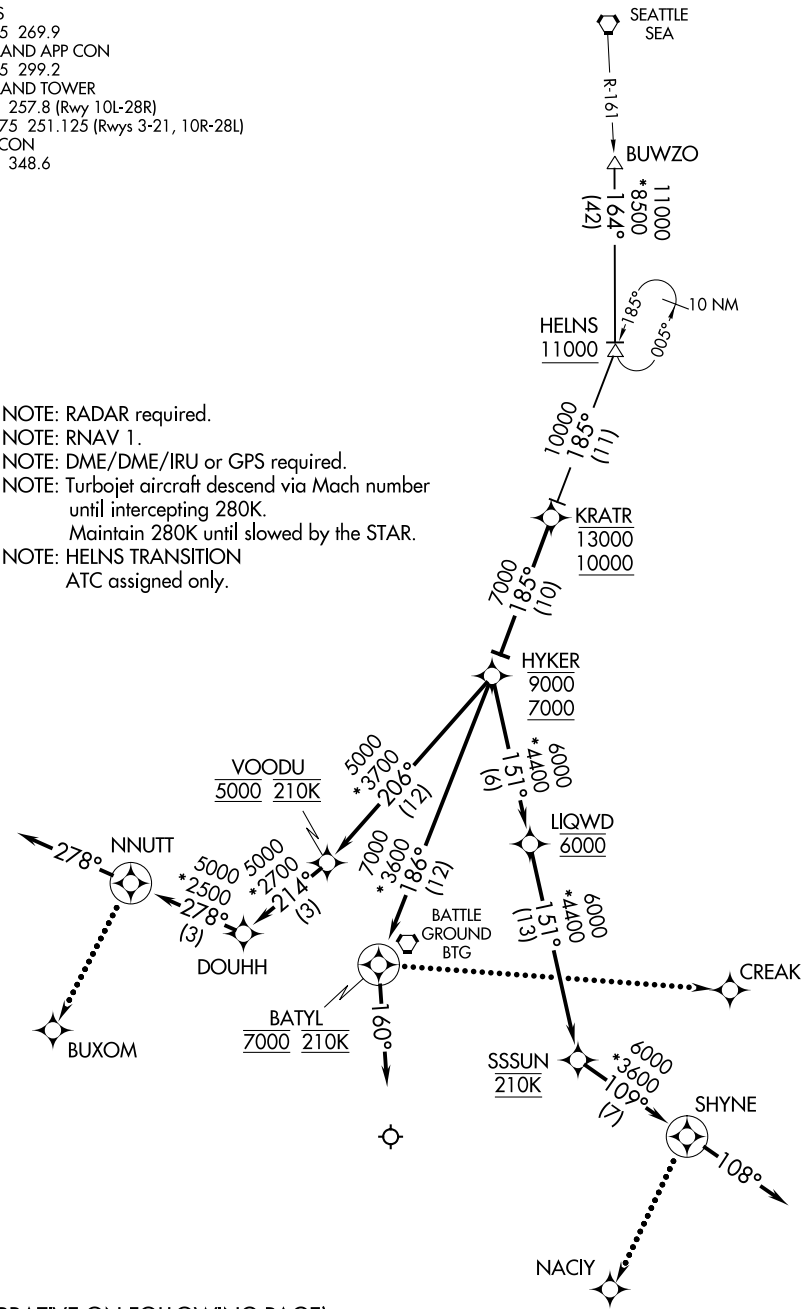 S
5 269.9
AND APP CON
5 299.2
AND TOWER
257.8 (Rwy 10L-28R)
75 251.125 (Rwys 3-21, 10R-28L)
CON
348.6
SEATTLE
SEA
R-161
BUWZO
11000
*8500
164°
(42)
HELNS
11000
185°
005°
10 NM
10000
185°
(11)
NOTE: RADAR required.
NOTE: RNAV 1.
NOTE: DME/DME/IRU or GPS required.
NOTE: Turbojet aircraft descend via Mach number
until intercepting 280K.
Maintain 280K until slowed by the STAR.
NOTE: HELNS TRANSITION
ATC assigned only.
KRATR
13000
10000
7000
185°
(10)
HYKER
9000
7000
VOODU
5000 210K
5000
*3700
206°
(12)
7000
*3600
186°
(12)
6000
*4400
151°
(6)
LIQWD
6000
NNUTT
278°
5000
*2500
278°
(3)
5000
*2700
214°
(3)
DOUHH
BUXOM
BATTLE
GROUND
BTG
BATYL
7000 210K
160°
6000
*4400
151°
(13)
CREAK
SSSUN
210K
6000
*3600
109°
(7)
SHYNE
108°
NACIY